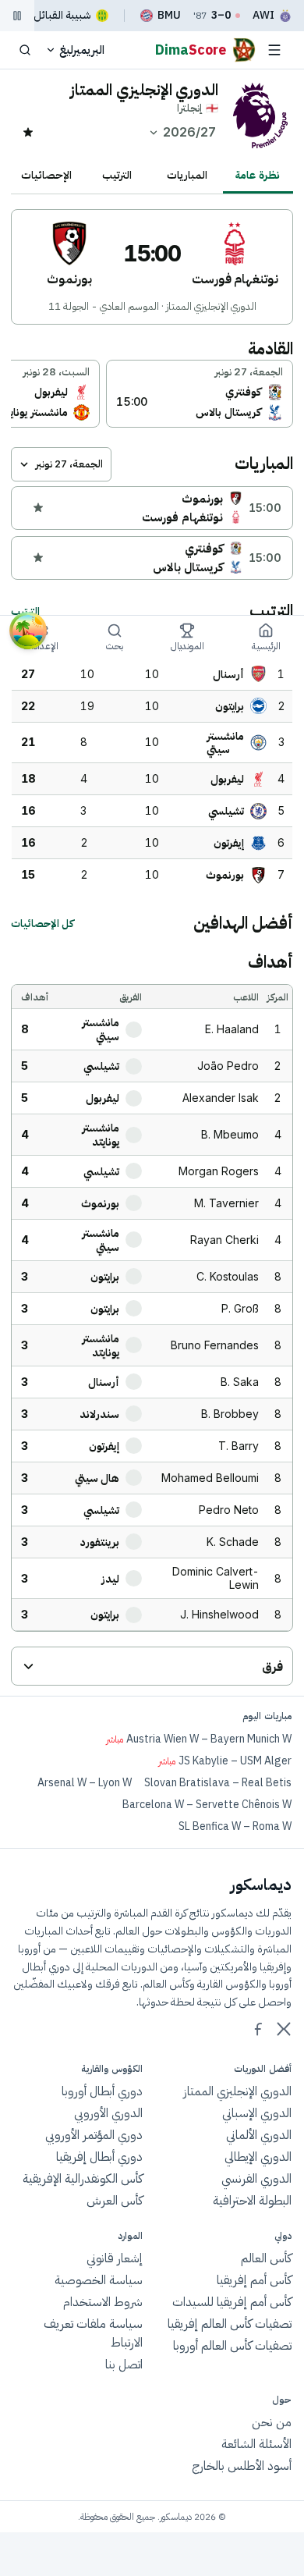 AWI 0–3 87' BMU شبيبة القبائل
DimaScore البريميرليغ
الدوري الإنجليزي الممتاز
إنجلترا
2026/27
نظرة عامة المباريات الترتيب الإحصائيات
نوتنغهام فورست 15:00 بورنموث
الدوري الإنجليزي الممتاز · الموسم العادي - الجولة 11
القادمة
الجمعة، 27 نونبر
كوفنتري
كريستال بالاس
15:00
السبت، 28 نونبر
ليفربول
مانشستر يوناي
المباريات
الجمعة، 27 نونبر
15:00
بورنموث
نوتنغهام فورست
15:00
كوفنتري
كريستال بالاس
الترتيب الترتيب
الرئيسية المونديال بحث
1 أرسنال 10 10 27
2 برايتون 10 19 22
3 مانشستر سيتي 10 8 21
4 ليفربول 10 4 18
5 تشيلسي 10 3 16
6 إيفرتون 10 2 16
7 بورنموث 10 2 15
أفضل الهدافين كل الإحصائيات
أهداف
المركز اللاعب الفريق أهداف
1 E. Haaland مانشستر سيتي 8
2 João Pedro تشيلسي 5
2 Alexander Isak ليفربول 5
4 B. Mbeumo مانشستر يونايتد 4
4 Morgan Rogers تشيلسي 4
4 M. Tavernier بورنموث 4
4 Rayan Cherki مانشستر سيتي 4
8 C. Kostoulas برايتون 3
8 P. Groß برايتون 3
8 Bruno Fernandes مانشستر يونايتد 3
8 B. Saka أرسنال 3
8 B. Brobbey سندرلاند 3
8 T. Barry إيفرتون 3
8 Mohamed Belloumi هال سيتي 3
8 Pedro Neto تشيلسي 3
8 K. Schade برينتفورد 3
8 Dominic Calvert-Lewin ليدز 3
8 J. Hinshelwood برايتون 3
فرق
مباريات اليوم
Austria Wien W – Bayern Munich W مباشر
JS Kabylie – USM Alger مباشر
Slovan Bratislava – Real Betis Arsenal W – Lyon W
Barcelona W – Servette Chênois W
SL Benfica W – Roma W
ديماسكور
يقدّم لك ديماسكور نتائج كرة القدم المباشرة والترتيب من مئات
الدوريات والكؤوس والبطولات حول العالم. تابع أحداث المباريات
المباشرة والتشكيلات والإحصائيات وتقييمات اللاعبين — من أوروبا
وإفريقيا والأمريكتين وآسيا، ومن الدوريات المحلية إلى دوري أبطال
أوروبا والكؤوس القارية وكأس العالم. تابع فرقك ولاعبيك المفضّلين
واحصل على كل نتيجة لحظة حدوثها.
أفضل الدوريات
الدوري الإنجليزي الممتاز
الدوري الإسباني
الدوري الألماني
الدوري الإيطالي
الدوري الفرنسي
البطولة الاحترافية
الكؤوس والقارية
دوري أبطال أوروبا
الدوري الأوروبي
دوري المؤتمر الأوروبي
دوري أبطال إفريقيا
كأس الكونفدرالية الإفريقية
كأس العرش
دولي
كأس العالم
كأس أمم إفريقيا
كأس أمم إفريقيا للسيدات
تصفيات كأس العالم إفريقيا
تصفيات كأس العالم أوروبا
الموارد
إشعار قانوني
سياسة الخصوصية
شروط الاستخدام
سياسة ملفات تعريف
الارتباط
اتصل بنا
حول
من نحن
الأسئلة الشائعة
أسود الأطلس بالخارج
© 2026 ديماسكور. جميع الحقوق محفوظة.